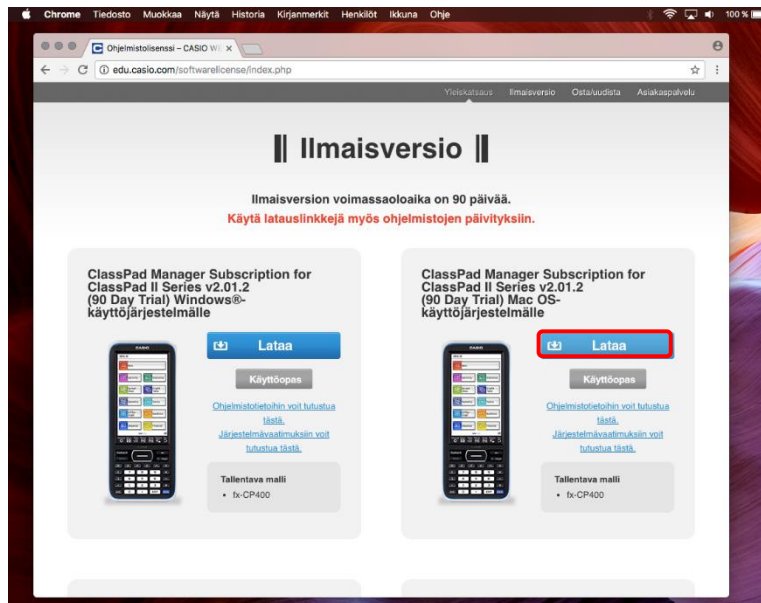 Chrome Tiedosto Muokkaa Näytä Historia Kirjanmerkit Henkilöt Ikkuna Ohje 100 %
Ohjelmistolisenssi – CASIO W
edu.casio.com/softwarelicense/index.php
Yleiskatsaus Ilmaisversio Osta/uudista Asiakaspalvelu
|| Ilmaisversio ||
Ilmaisversion voimassaoloaika on 90 päivää.
Käytä latauslinkkejä myös ohjelmistojen päivityksiin.
ClassPad Manager Subscription for
ClassPad II Series v2.01.2
(90 Day Trial) Windows®-
käyttöjärjestelmälle
Lataa
Käyttöopas
Ohjelmistotietoihin voit tutustua
tästä.
Järjestelmävaatimuksiin voit
tutustua tästä.
Tallentava malli
• fx-CP400
ClassPad Manager Subscription for
ClassPad II Series v2.01.2
(90 Day Trial) Mac OS-
käyttöjärjestelmälle
Lataa
Käyttöopas
Ohjelmistotietoihin voit tutustua
tästä.
Järjestelmävaatimuksiin voit
tutustua tästä.
Tallentava malli
• fx-CP400